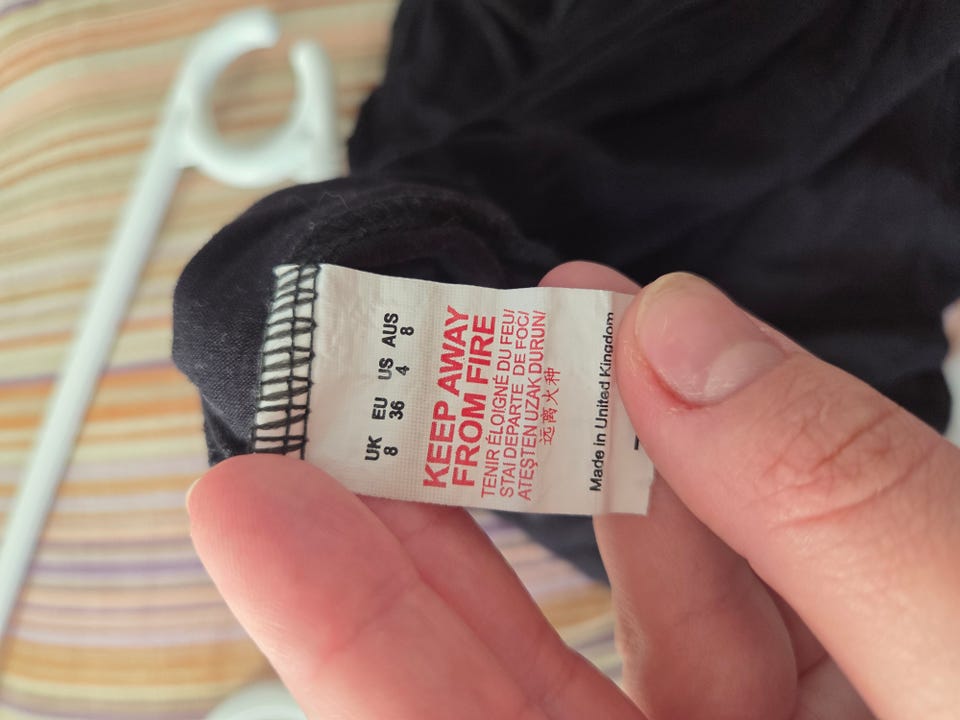 UK EU US AUS
8 36 4 8
KEEP AWAY
FROM FIRE
TENIR ÉLOIGNÉ DU FEU/
STAI DEPARTE DE FOC/
ATEŞTEN UZAK DURUN/
远离火种
Made in United Kingdom